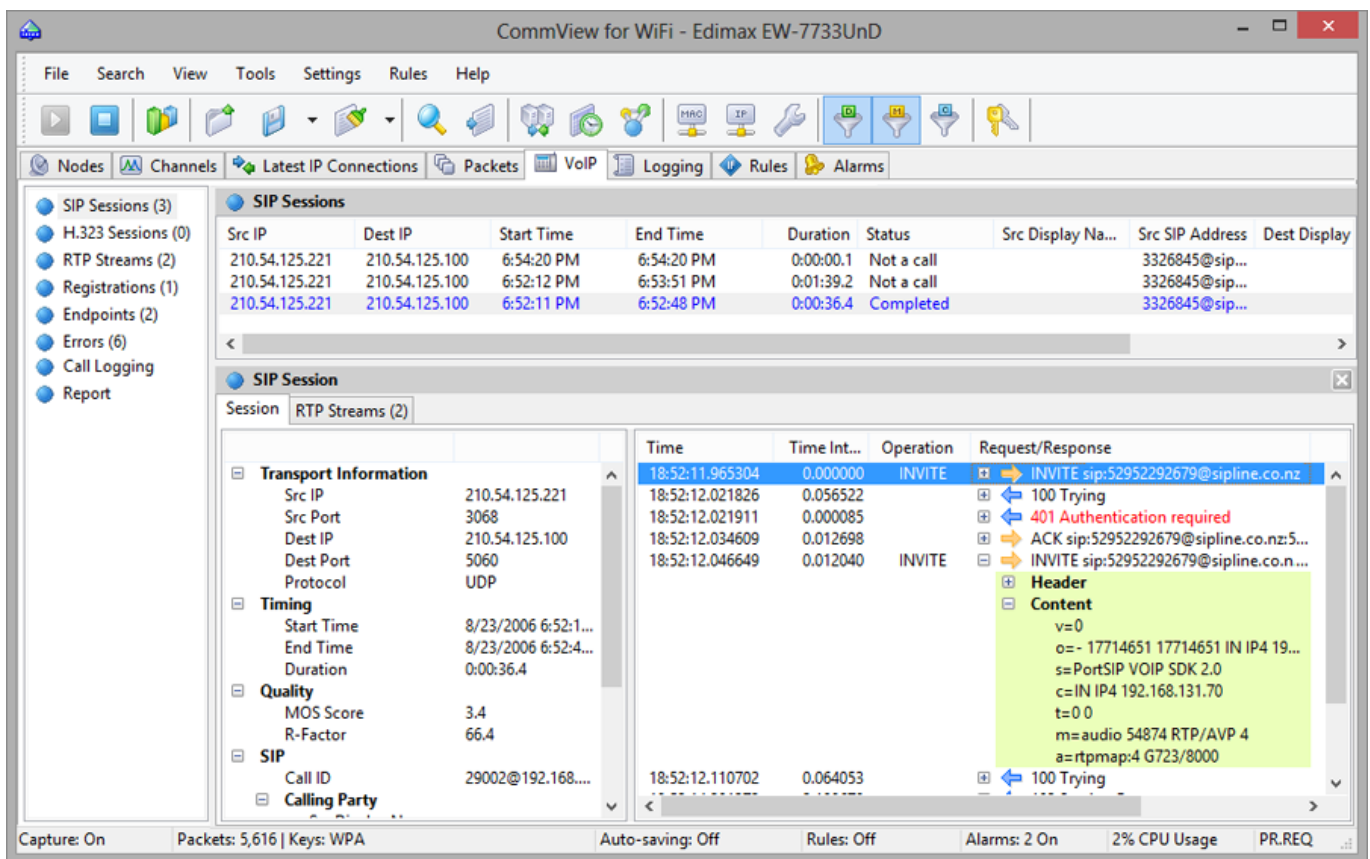 CommView for WiFi - Edimax EW-7733UnD
File Search View Tools Settings Rules Help
MAC IP D M C
Nodes Channels Latest IP Connections Packets VoIP Logging Rules Alarms
SIP Sessions (3)
H.323 Sessions (0)
RTP Streams (2)
Registrations (1)
Endpoints (2)
Errors (6)
Call Logging
Report
SIP Sessions
Src IP Dest IP Start Time End Time Duration Status Src Display Na... Src SIP Address Dest Display
210.54.125.221 210.54.125.100 6:54:20 PM 6:54:20 PM 0:00:00.1 Not a call 3326845@sip...
210.54.125.221 210.54.125.100 6:52:12 PM 6:53:51 PM 0:01:39.2 Not a call 3326845@sip...
210.54.125.221 210.54.125.100 6:52:11 PM 6:52:48 PM 0:00:36.4 Completed 3326845@sip...
SIP Session
Session RTP Streams (2)
Transport Information
Src IP 210.54.125.221
Src Port 3068
Dest IP 210.54.125.100
Dest Port 5060
Protocol UDP
Timing
Start Time 8/23/2006 6:52:1...
End Time 8/23/2006 6:52:4...
Duration 0:00:36.4
Quality
MOS Score 3.4
R-Factor 66.4
SIP
Call ID 29002@192.168....
Calling Party
Time Time Int... Operation Request/Response
18:52:11.965304 0.000000 INVITE INVITE sip:52952292679@sipline.co.nz
18:52:12.021826 0.056522 100 Trying
18:52:12.021911 0.000085 401 Authentication required
18:52:12.034609 0.012698 ACK sip:52952292679@sipline.co.nz:5...
18:52:12.046649 0.012040 INVITE INVITE sip:52952292679@sipline.co.n...
Header
Content
v=0
o=- 17714651 17714651 IN IP4 19...
s=PortSIP VOIP SDK 2.0
c=IN IP4 192.168.131.70
t=0 0
m=audio 54874 RTP/AVP 4
a=rtpmap:4 G723/8000
18:52:12.110702 0.064053 100 Trying
Capture: On Packets: 5,616 | Keys: WPA Auto-saving: Off Rules: Off Alarms: 2 On 2% CPU Usage PR.REQ